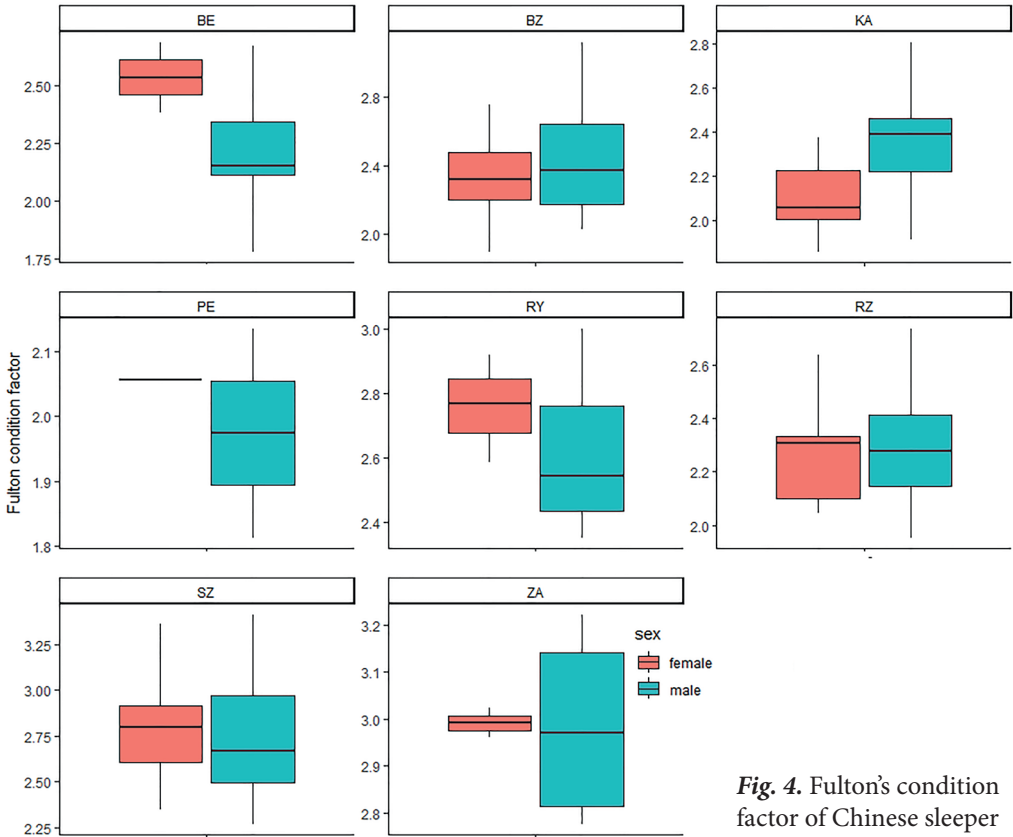 BE
BZ
KA
2.50
2.25
2.00
1.75
2.8
2.4
2.0
2.8
2.6
2.4
2.2
2.0
PE
RY
RZ
Fulton condition factor
2.1
2.0
1.9
1.8
3.0
2.8
2.6
2.4
2.6
2.4
2.2
2.0
SZ
ZA
3.25
3.00
2.75
2.50
2.25
3.2
3.1
3.0
2.9
2.8
sex
female
male
Fig. 4. Fulton's condition
factor of Chinese sleeper